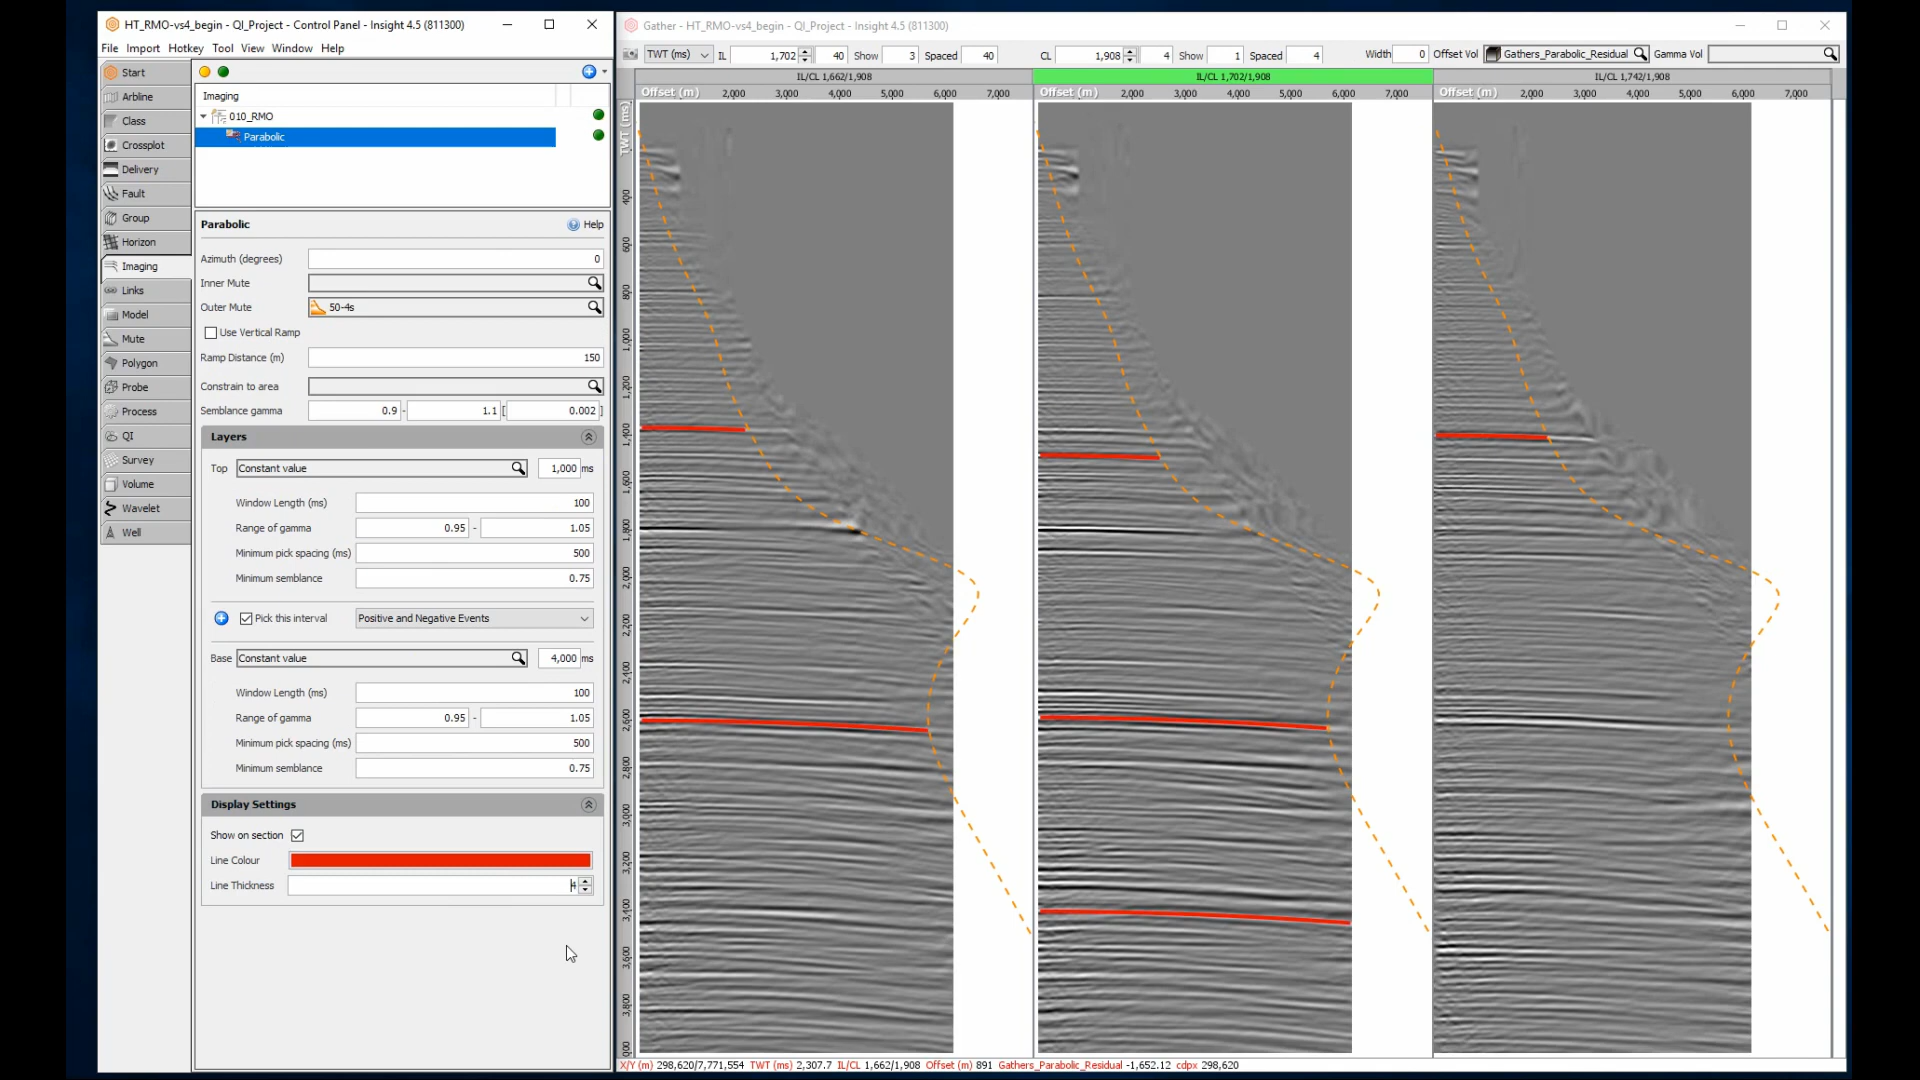 HT_RMO-vs4_begin - QI_Project - Control Panel - Insight 4.5 (811300)
File Import Hotkey Tool View Window Help
Start
Arbline
Class
Crossplot
Delivery
Fault
Group
Horizon
Imaging
Links
Model
Mute
Polygon
Probe
Process
QI
Survey
Volume
Wavelet
Well
Imaging
010_RMO
Parabolic
Parabolic Help
Azimuth (degrees) 0
Inner Mute
Outer Mute 50-4s
Use Vertical Ramp
Ramp Distance (m) 150
Constrain to area
Semblance gamma 0.9 - 1.1 [ 0.002 ]
Layers
Top Constant value 1,000 ms
Window Length (ms) 100
Range of gamma 0.95 - 1.05
Minimum pick spacing (ms) 500
Minimum semblance 0.75
Pick this interval Positive and Negative Events
Base Constant value 4,000 ms
Window Length (ms) 100
Range of gamma 0.95 - 1.05
Minimum pick spacing (ms) 500
Minimum semblance 0.75
Display Settings
Show on section
Line Colour
Line Thickness 4
Gather - HT_RMO-vs4_begin - QI_Project - Insight 4.5 (811300)
TWT (ms) IL 1,702 40 Show 3 Spaced 40 CL 1,908 4 Show 1 Spaced 4 Width 0 Offset Vol Gathers_Parabolic_Residual Gamma Vol
IL/CL 1,662/1,908 IL/CL 1,702/1,908 IL/CL 1,742/1,908
Offset (m) 2,000 3,000 4,000 5,000 6,000 7,000 Offset (m) 2,000 3,000 4,000 5,000 6,000 7,000 Offset (m) 2,000 3,000 4,000 5,000 6,000 7,000
TWT (ms)
400
600
800
1,000
1,200
1,400
1,600
1,800
2,000
2,200
2,400
2,600
2,800
3,000
3,200
3,400
3,600
3,800
000
X/Y (m) 298,620/7,771,554 TWT (ms) 2,307.7 IL/CL 1,662/1,908 Offset (m) 891 Gathers_Parabolic_Residual -1,652.12 cdpx 298,620